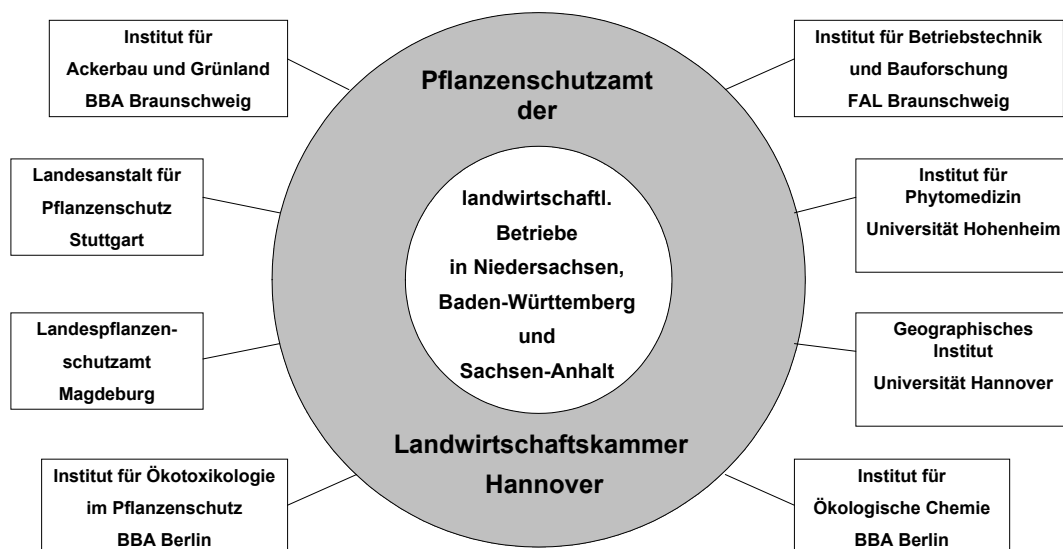 Institut für
Ackerbau und Grünland
BBA Braunschweig
Pflanzenschutzamt
der
Institut für Betriebstechnik
und Bauforschung
FAL Braunschweig
Landesanstalt für
Pflanzenschutz
Stuttgart
landwirtschaftl.
Betriebe
in Niedersachsen,
Baden-Württemberg
und
Sachsen-Anhalt
Institut für
Phytomedizin
Universität Hohenheim
Landespflanzen-
schutzamt
Magdeburg
Geographisches
Institut
Universität Hannover
Landwirtschaftskammer
Hannover
Institut für Ökotoxikologie
im Pflanzenschutz
BBA Berlin
Institut für
Ökologische Chemie
BBA Berlin